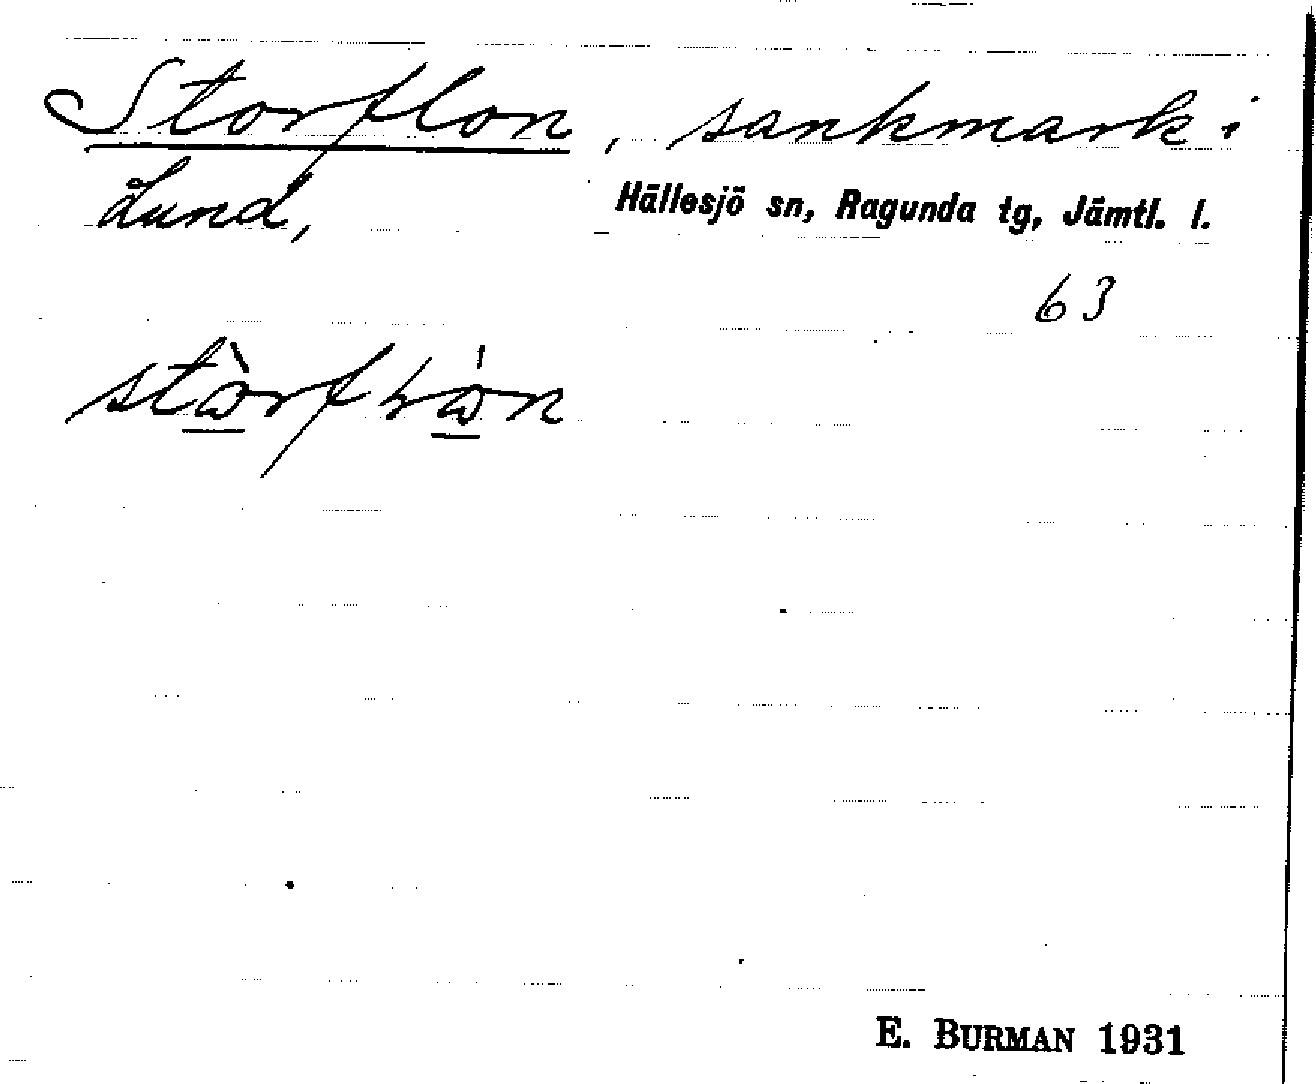 Storflon, sankmark i
Lund, Hällesjö sn, Ragunda tg, Jämtl. l.
63
E. BURMAN 1931